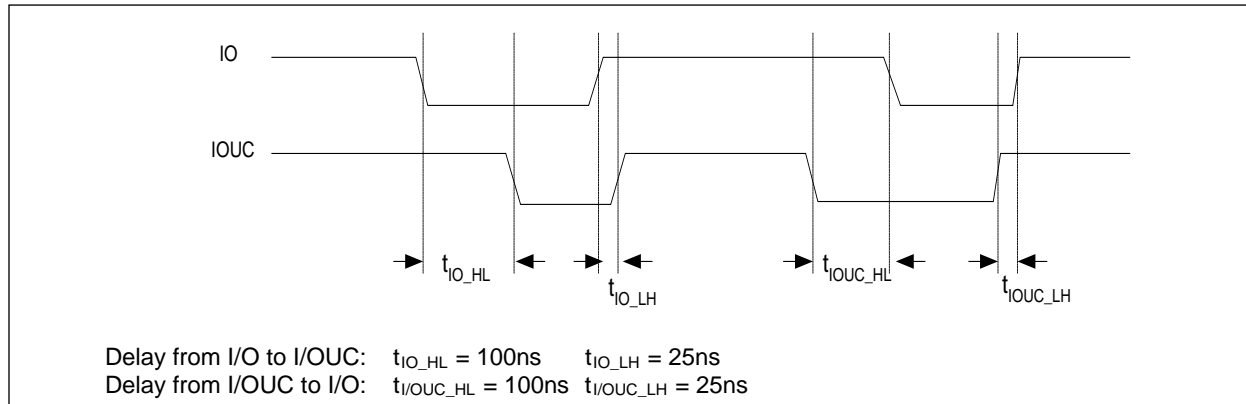 IO
IOUC
tIO_HL
tIO_LH
tIOUC_HL
tIOUC_LH
Delay from I/O to I/OUC: tIO_HL = 100ns tIO_LH = 25ns
Delay from I/OUC to I/O: tI/OUC_HL = 100ns tI/OUC_LH = 25ns